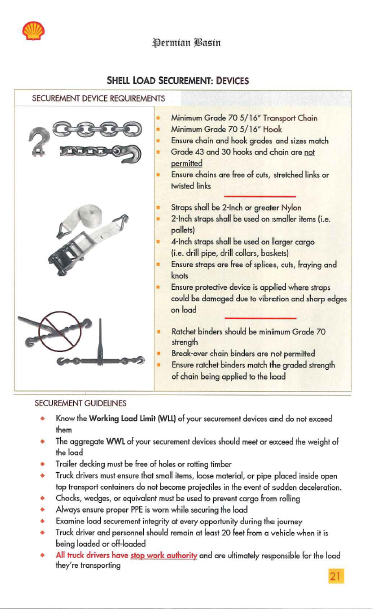 Permian Basin
SHELL LOAD SECUREMENT: DEVICES
SECUREMENT DEVICE REQUIREMENTS
Minimum Grade 70 5/16" Transport Chain
Minimum Grade 70 5/16" Hook
Ensure chain and hook grades and sizes match
Grade 43 and 30 hooks and chain are not
permitted
Ensure chains are free of cuts, stretched links or
twisted links
Straps shall be 2-Inch or greater Nylon
2-Inch straps shall be used on smaller items (i.e.
pallets)
4-Inch straps shall be used on larger cargo
(i.e. drill pipe, drill collars, baskets)
Ensure straps are free of splices, cuts, fraying and
knots
Ensure protective device is applied where straps
could be damaged due to vibration and sharp edges
on load
Ratchet binders should be minimum Grade 70
strength
Break-over chain binders are not permitted
Ensure ratchet binders match the graded strength
of chain being applied to the load
SECUREMENT GUIDELINES
Know the Working Load Limit (WLL) of your securement devices and do not exceed
them
The aggregate WWL of your securement devices should meet or exceed the weight of
the load
Trailer decking must be free of holes or rotting timber
Truck drivers must ensure that small items, loose material, or pipe placed inside open
top transport containers do not become projectiles in the event of sudden deceleration.
Chocks, wedges, or equivalent must be used to prevent cargo from rolling
Always ensure proper PPE is worn while securing the load
Examine load securement integrity at every opportunity during the journey
Truck driver and personnel should remain at least 20 feet from a vehicle when it is
being loaded or off-loaded
All truck drivers have stop work authority and are ultimately responsible for the load
they're transporting
21